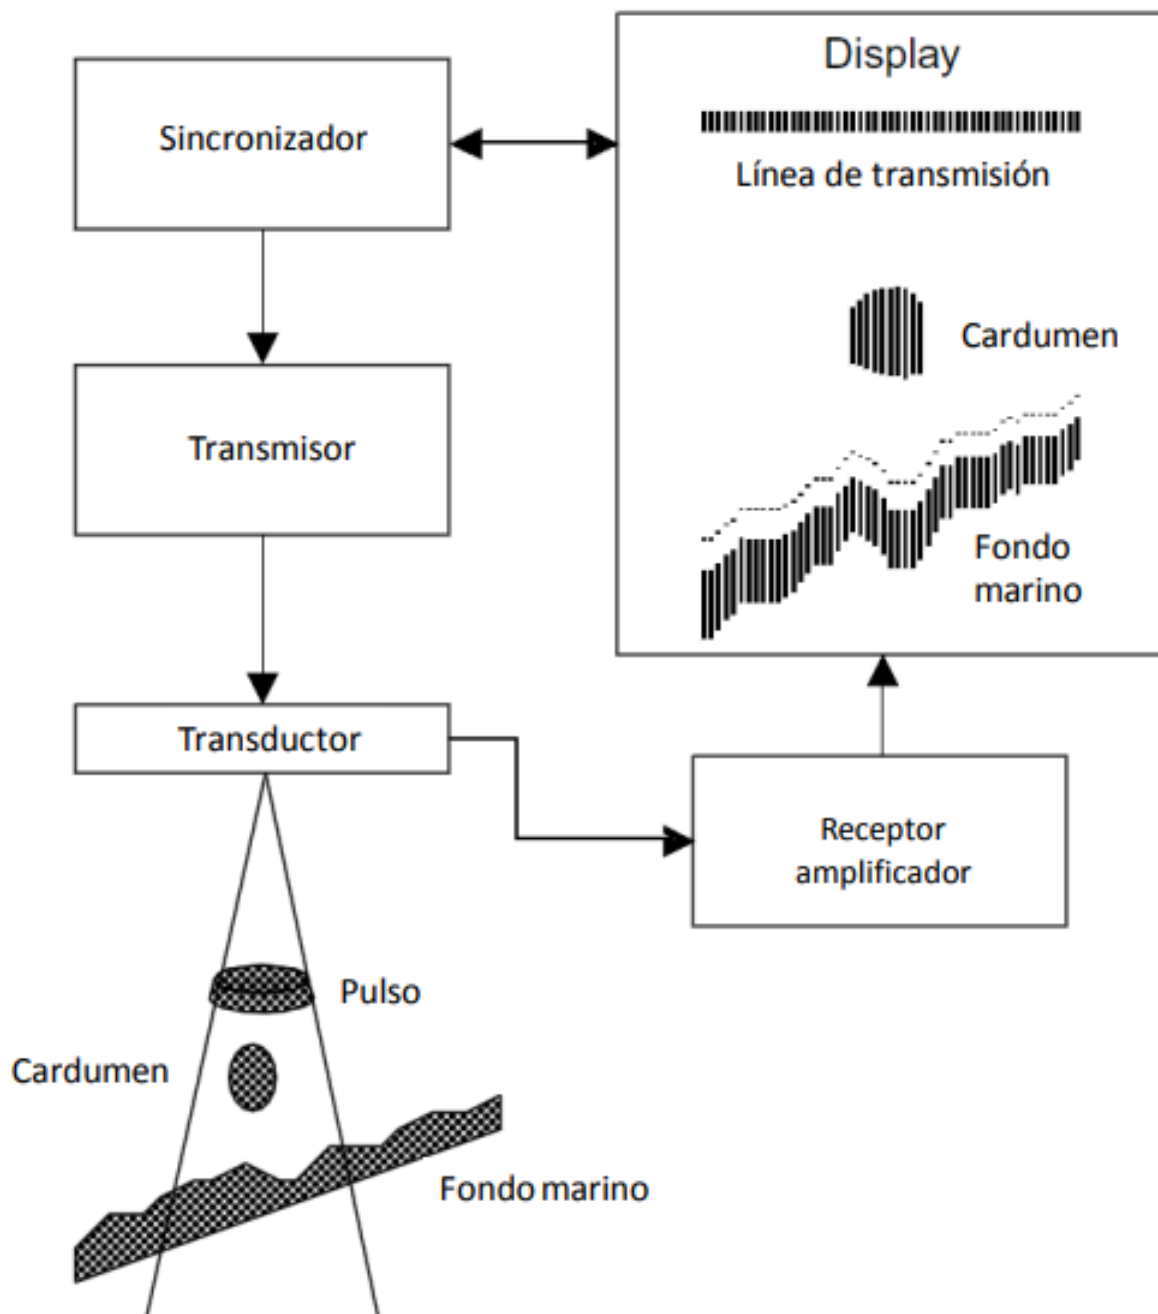 Display
Sincronizador
Línea de transmisión
Cardumen
Transmisor
Fondo
marino
Transductor
Receptor
amplificador
Pulso
Cardumen
Fondo marino